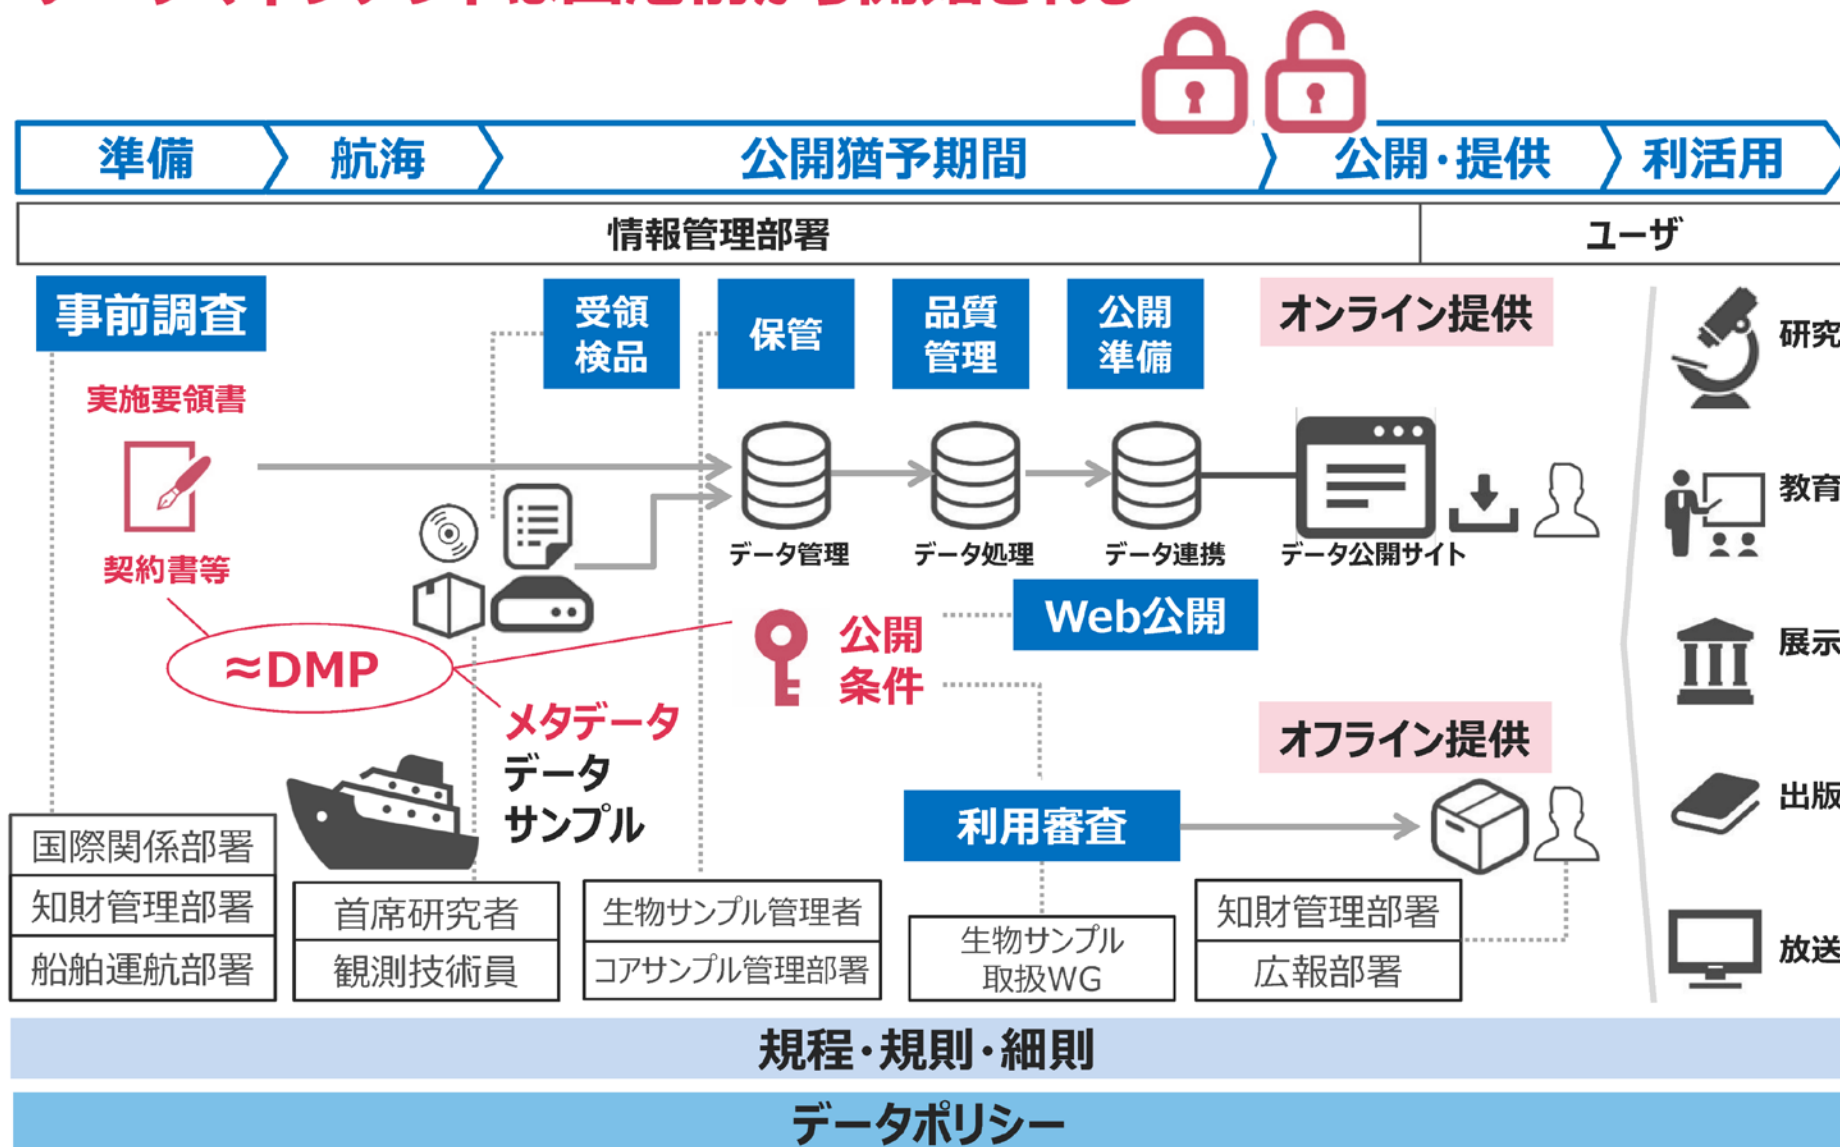 準備
航海
公開猶予期間
公開・提供
利活用
情報管理部署
ユーザ
事前調査
受領
検品
保管
品質
管理
公開
準備
オンライン提供
研究
実施要領書
教育
契約書等
データ管理
データ処理
データ連携
データ公開サイト
Web公開
≈DMP
公開
条件
展示
メタデータ
データ
サンプル
オフライン提供
利用審査
出版
国際関係部署
知財管理部署
船舶運航部署
首席研究者
観測技術員
生物サンプル管理者
コアサンプル管理部署
生物サンプル
取扱WG
知財管理部署
広報部署
放送
規程・規則・細則
データポリシー